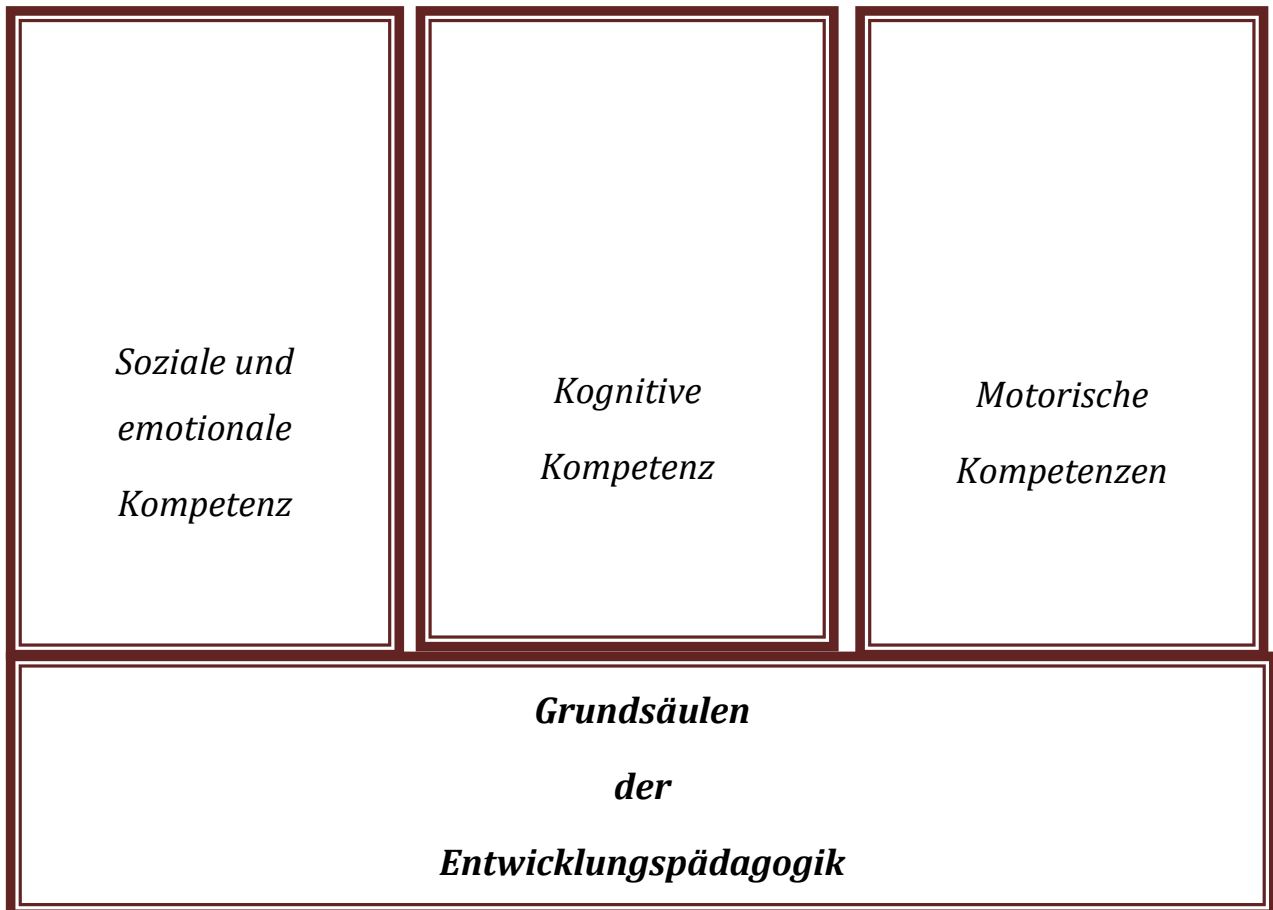 Soziale und
emotionale
Kompetenz
Kognitive
Kompetenz
Motorische
Kompetenzen
Grundsäulen
der
Entwicklungspädagogik